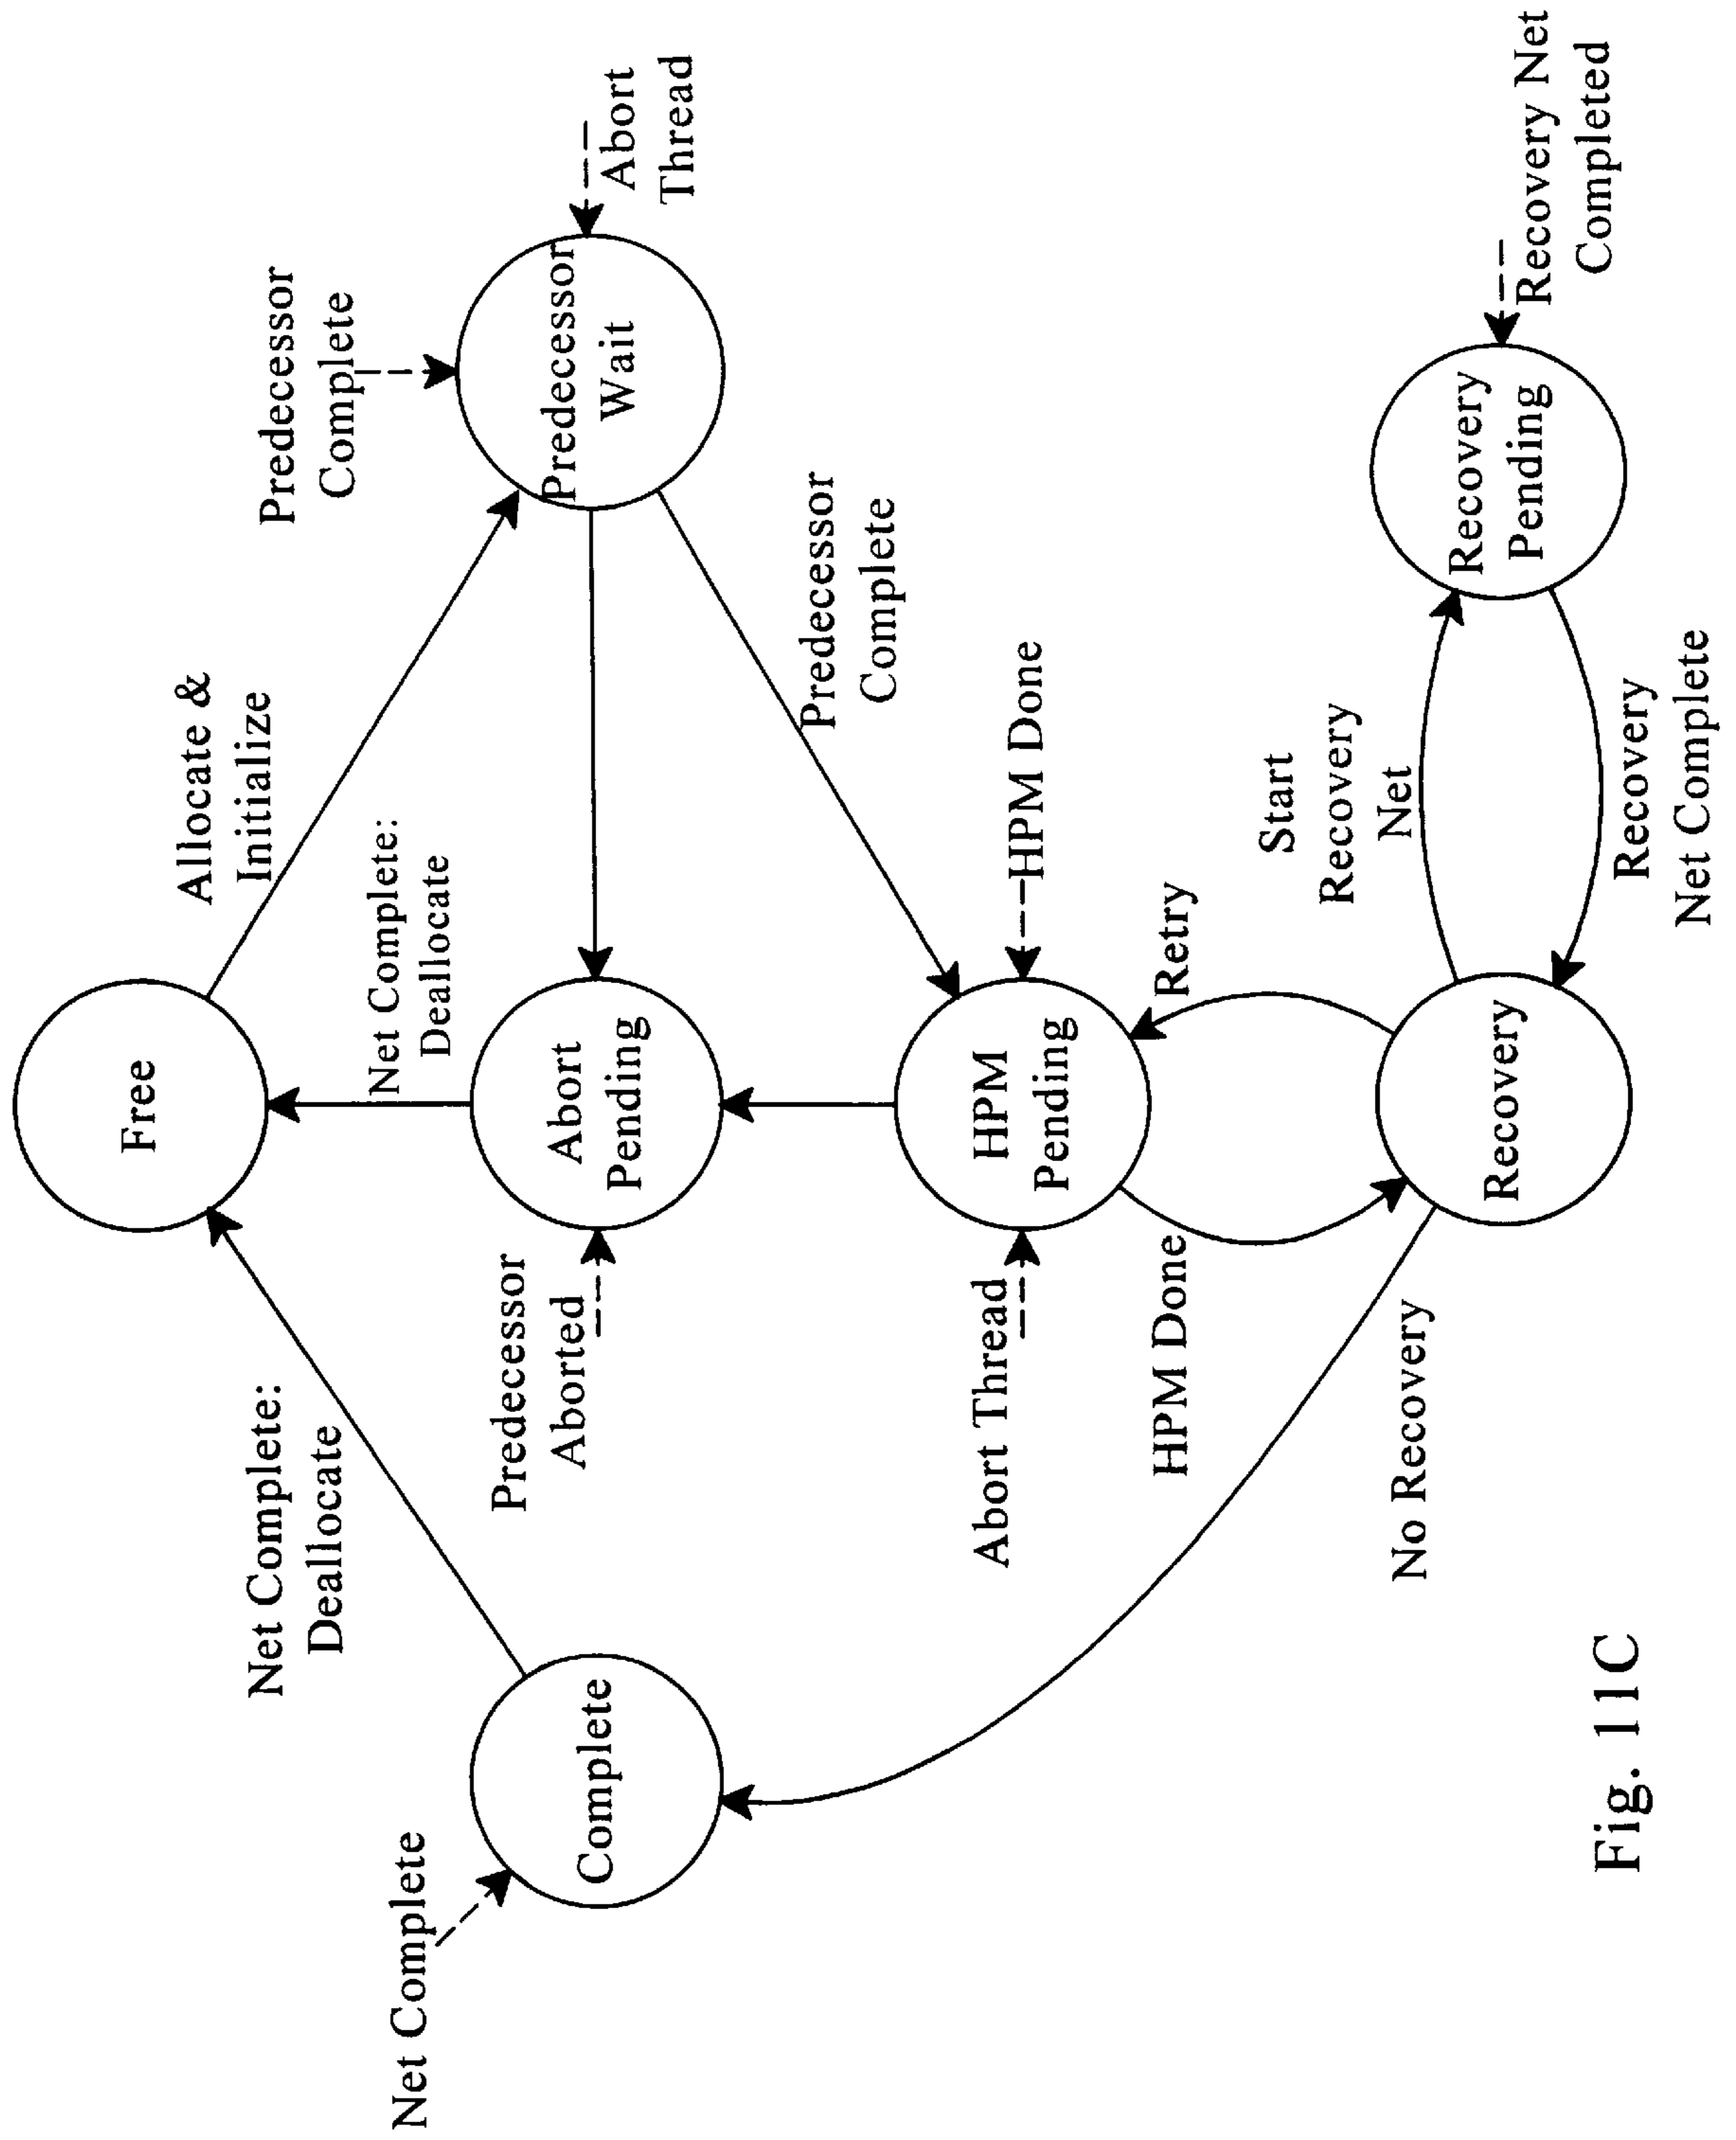 Free
Allocate &
Initialize
Predecessor
Complete
Predecessor
Wait
Abort
Thread
Net Complete:
Deallocate
Net Complete:
Deallocate
Abort
Pending
Predecessor
Aborted
Predecessor
Complete
Net Complete
Complete
HPM
Pending
HPM Done
Abort Thread
HPM Done
Retry
No Recovery
Recovery
Start
Recovery
Net
Recovery
Pending
Recovery Net
Completed
Recovery
Net Complete
Fig. 11C